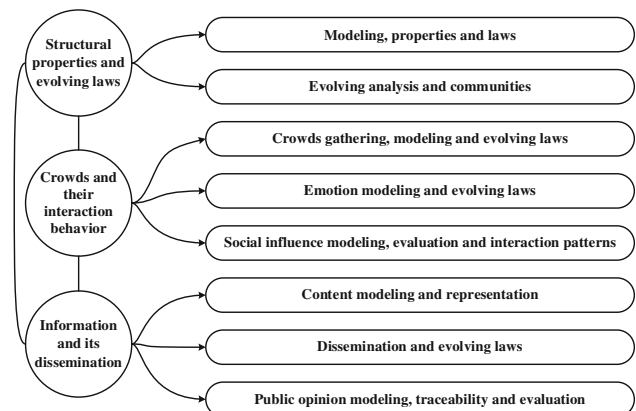 Structural
properties and
evolving laws
Modeling, properties and laws
Evolving analysis and communities
Crowds and
their
interaction
behavior
Crowds gathering, modeling and evolving laws
Emotion modeling and evolving laws
Social influence modeling, evaluation and interaction patterns
Information
and its
dissemination
Content modeling and representation
Dissemination and evolving laws
Public opinion modeling, traceability and evaluation